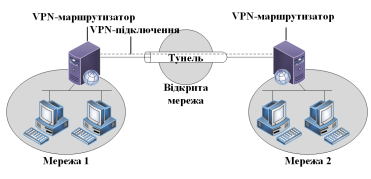 VPN-маршрутизатор
VPN-маршрутизатор
VPN-підключення
Тунель
Відкрита
мережа
Мережа 1
Мережа 2